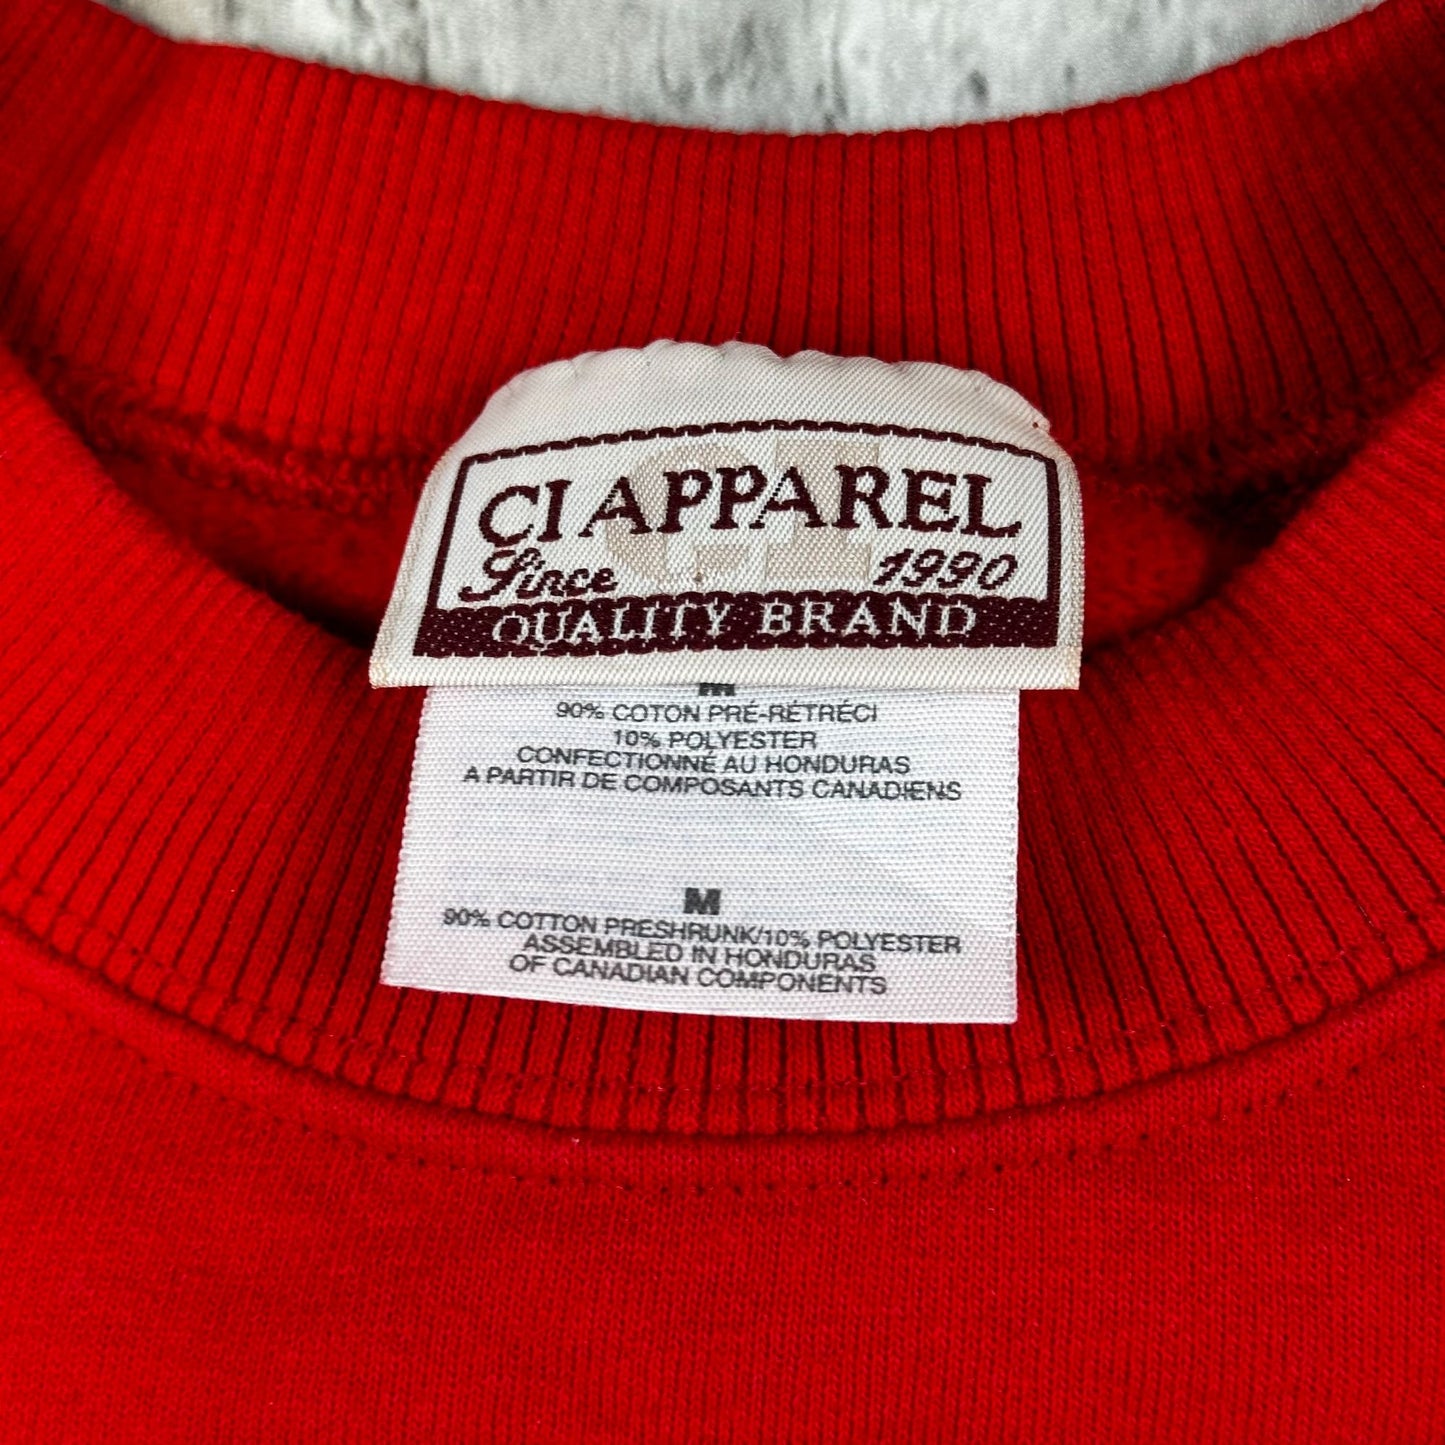 CI APPAREL
Since 1990
QUALITY BRAND
M
90% COTON PRÉ-RÉTRÉCI
10% POLYESTER
CONFECTIONNÉ AU HONDURAS
A PARTIR DE COMPOSANTS CANADIENS
M
90% COTTON PRESHRUNK/10% POLYESTER
ASSEMBLED IN HONDURAS
OF CANADIAN COMPONENTS